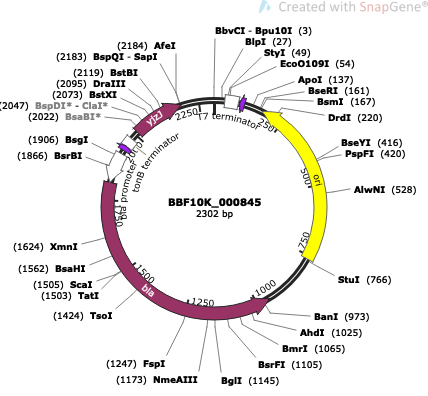 Created with SnapGene®
BbvCI - Bpu10I (3)
BlpI (27)
StyI (49)
EcoO109I (54)
ApoI (137)
BseRI (161)
BsmI (167)
DrdI (220)
BseYI (416)
PspFI (420)
AlwNI (528)
StuI (766)
BanI (973)
AhdI (1025)
BmrI (1065)
BsrFI (1105)
BglI (1145)
(1173) NmeAIII
(1247) FspI
(1424) TsoI
(1503) TatI
(1505) ScaI
(1562) BsaHI
(1624) XmnI
(1866) BsrBI
(1906) BsgI
(2022) BsaBI*
(2047) BspDI* - ClaI*
(2073) BstXI
(2095) DraIII
(2119) BstBI
(2183) BspQI - SapI
(2184) AfeI
T7 terminator
ori
bla
bla promoter
tonB terminator
250
500
750
1000
1250
1500
2250
BBF10K_000845
2302 bp